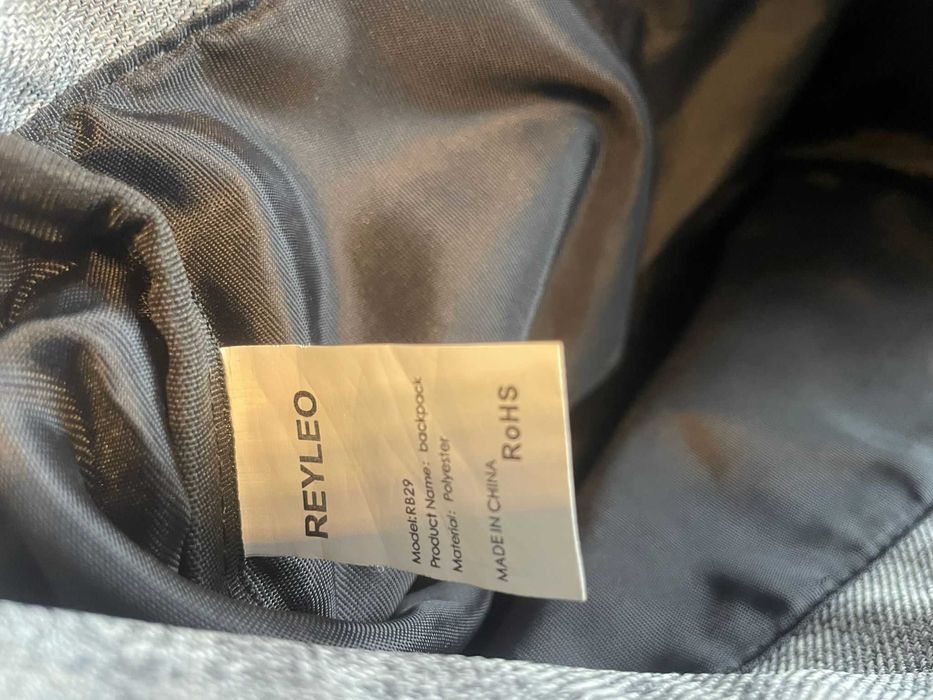 REYLEO
Model:RB29
Product Name: backpack
Material: Polyester
MADE IN CHINA RoHS